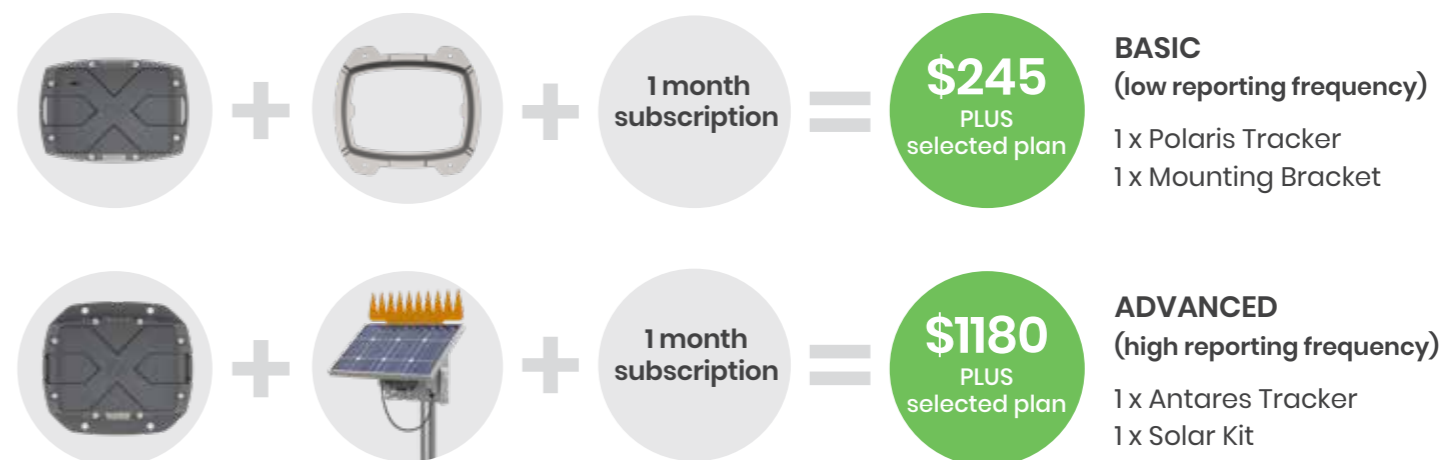 1 month
subscription
$245
PLUS
selected plan
BASIC
(low reporting frequency)
1 x Polaris Tracker
1 x Mounting Bracket
1 month
subscription
$1180
PLUS
selected plan
ADVANCED
(high reporting frequency)
1 x Antares Tracker
1 x Solar Kit